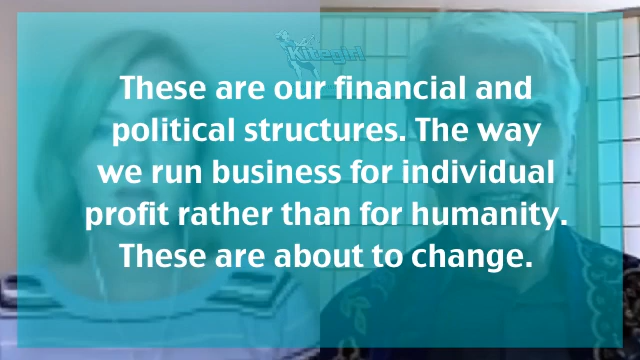 Kitegirl
These are our financial and
political structures. The way
we run business for individual
profit rather than for humanity.
These are about to change.